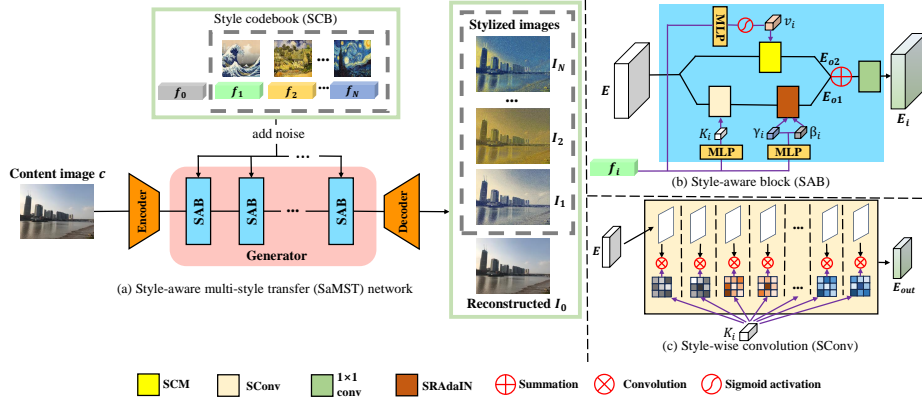 Style codebook (SCB)
f0
f1
f2
...
fN
add noise
...
Content image c
Encoder
SAB
SAB
...
SAB
Decoder
Generator
(a) Style-aware multi-style transfer (SaMST) network
Stylized images
IN
...
I2
I1
Reconstructed I0
MLP
vi
E
Eo2
Eo1
Ei
Ki
γi
βi
MLP
MLP
fi
(b) Style-aware block (SAB)
E
...
...
Eout
Ki
(c) Style-wise convolution (SConv)
SCM
SConv
1×1
conv
SRAdaIN
Summation
Convolution
Sigmoid activation